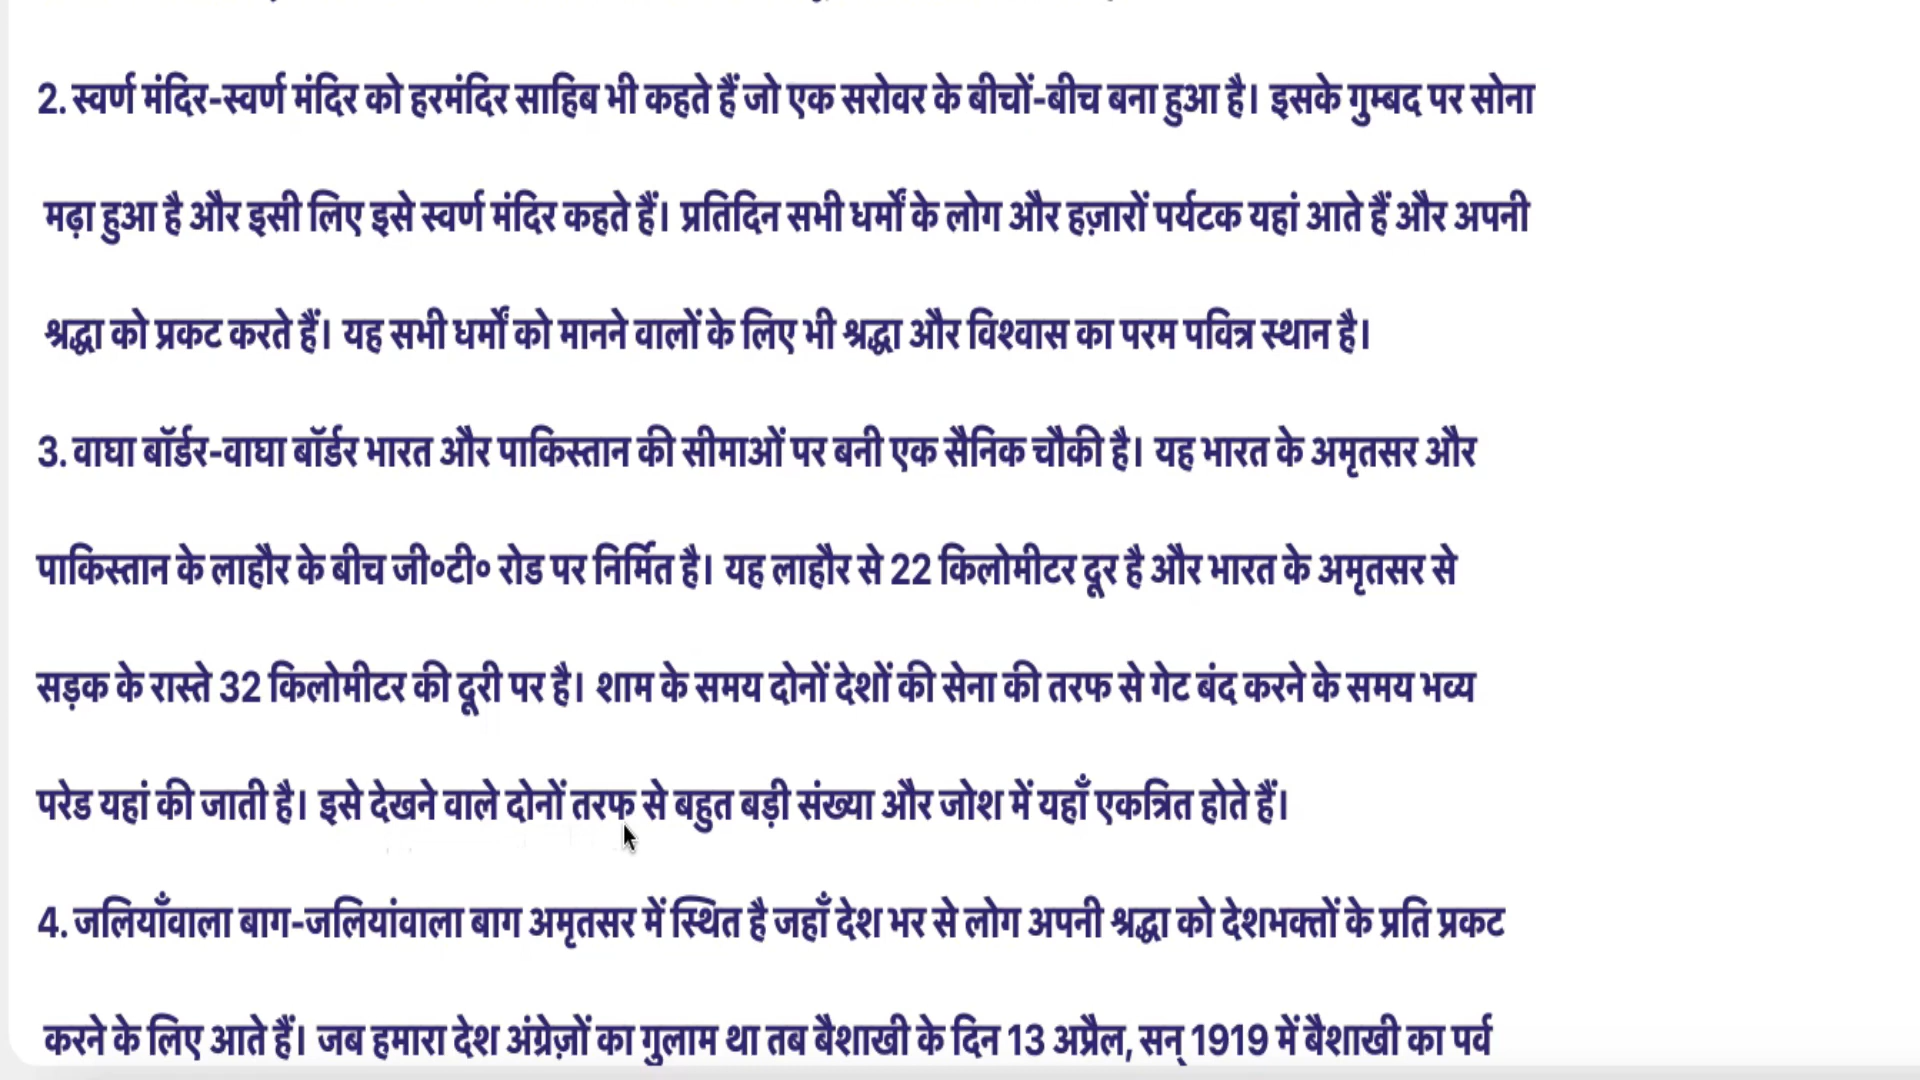 2. स्वर्ण मंदिर-स्वर्ण मंदिर को हरमंदिर साहिब भी कहते हैं जो एक सरोवर के बीचों-बीच बना हुआ है। इसके गुम्बद पर सोना
मढ़ा हुआ है और इसी लिए इसे स्वर्ण मंदिर कहते हैं। प्रतिदिन सभी धर्मों के लोग और हज़ारों पर्यटक यहां आते हैं और अपनी
श्रद्धा को प्रकट करते हैं। यह सभी धर्मों को मानने वालों के लिए भी श्रद्धा और विश्वास का परम पवित्र स्थान है।
3. वाघा बॉर्डर-वाघा बॉर्डर भारत और पाकिस्तान की सीमाओं पर बनी एक सैनिक चौकी है। यह भारत के अमृतसर और
पाकिस्तान के लाहौर के बीच जी०टी० रोड पर निर्मित है। यह लाहौर से 22 किलोमीटर दूर है और भारत के अमृतसर से
सड़क के रास्ते 32 किलोमीटर की दूरी पर है। शाम के समय दोनों देशों की सेना की तरफ से गेट बंद करने के समय भव्य
परेड यहां की जाती है। इसे देखने वाले दोनों तरफ से बहुत बड़ी संख्या और जोश में यहाँ एकत्रित होते हैं।
4. जलियाँवाला बाग-जलियांवाला बाग अमृतसर में स्थित है जहाँ देश भर से लोग अपनी श्रद्धा को देशभक्तों के प्रति प्रकट
करने के लिए आते हैं। जब हमारा देश अंग्रेज़ों का गुलाम था तब बैशाखी के दिन 13 अप्रैल, सन् 1919 में बैशाखी का पर्व